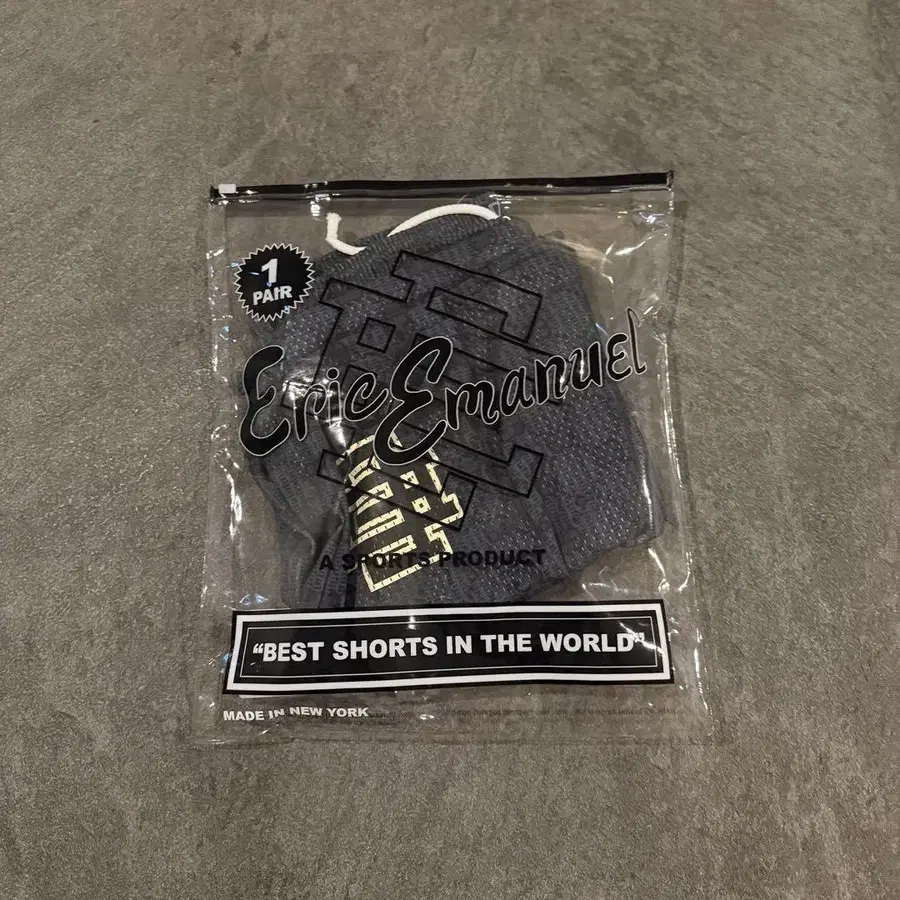 1
PAIR
Eric Emanuel
A SPORTS PRODUCT
“BEST SHORTS IN THE WORLD”
MADE IN NEW YORK